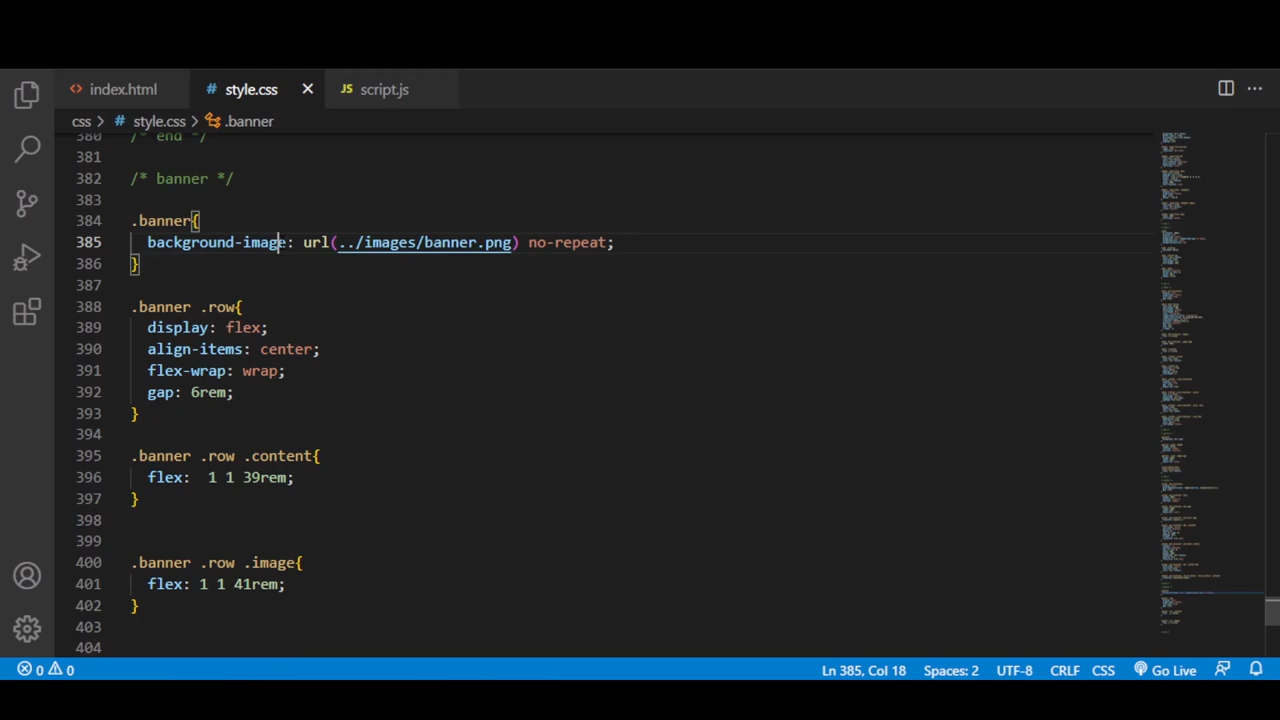 index.html
style.css
script.js
css > style.css > .banner
380 /* end */
381
382 /* banner */
383
384 .banner{
385 background-image: url(../images/banner.png) no-repeat;
386 }
387
388 .banner .row{
389 display: flex;
390 align-items: center;
391 flex-wrap: wrap;
392 gap: 6rem;
393 }
394
395 .banner .row .content{
396 flex:  1 1 39rem;
397 }
398
399
400 .banner .row .image{
401 flex: 1 1 41rem;
402 }
403
404
0 0 Ln 385, Col 18 Spaces: 2 UTF-8 CRLF CSS Go Live